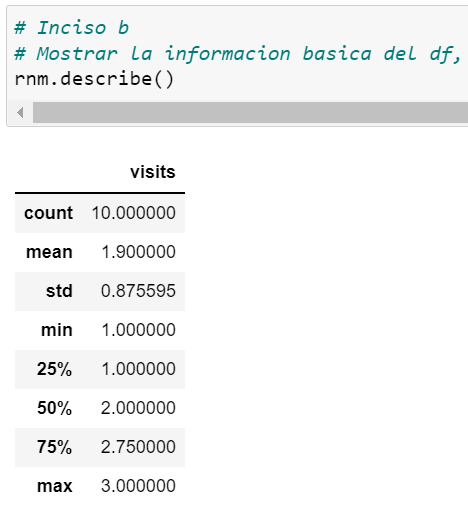 # Inciso b
# Mostrar la informacion basica del df,
rnm.describe()
visits
count 10.000000
mean 1.900000
std 0.875595
min 1.000000
25% 1.000000
50% 2.000000
75% 2.750000
max 3.000000